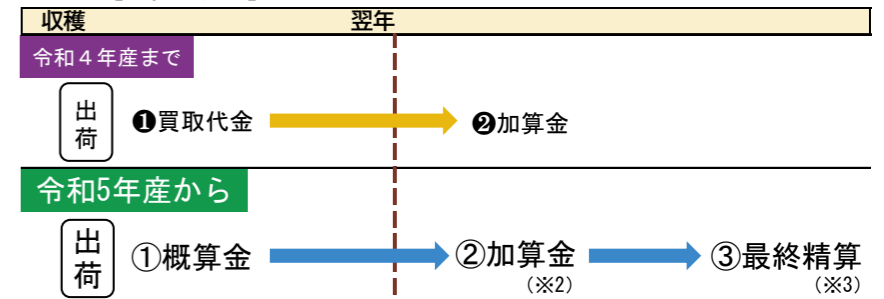 収穫 翌年
令和４年産まで
出荷 ❶買取代金 ❷加算金
令和5年産から
出荷 ①概算金 ②加算金 ③最終精算
（※2） （※3）